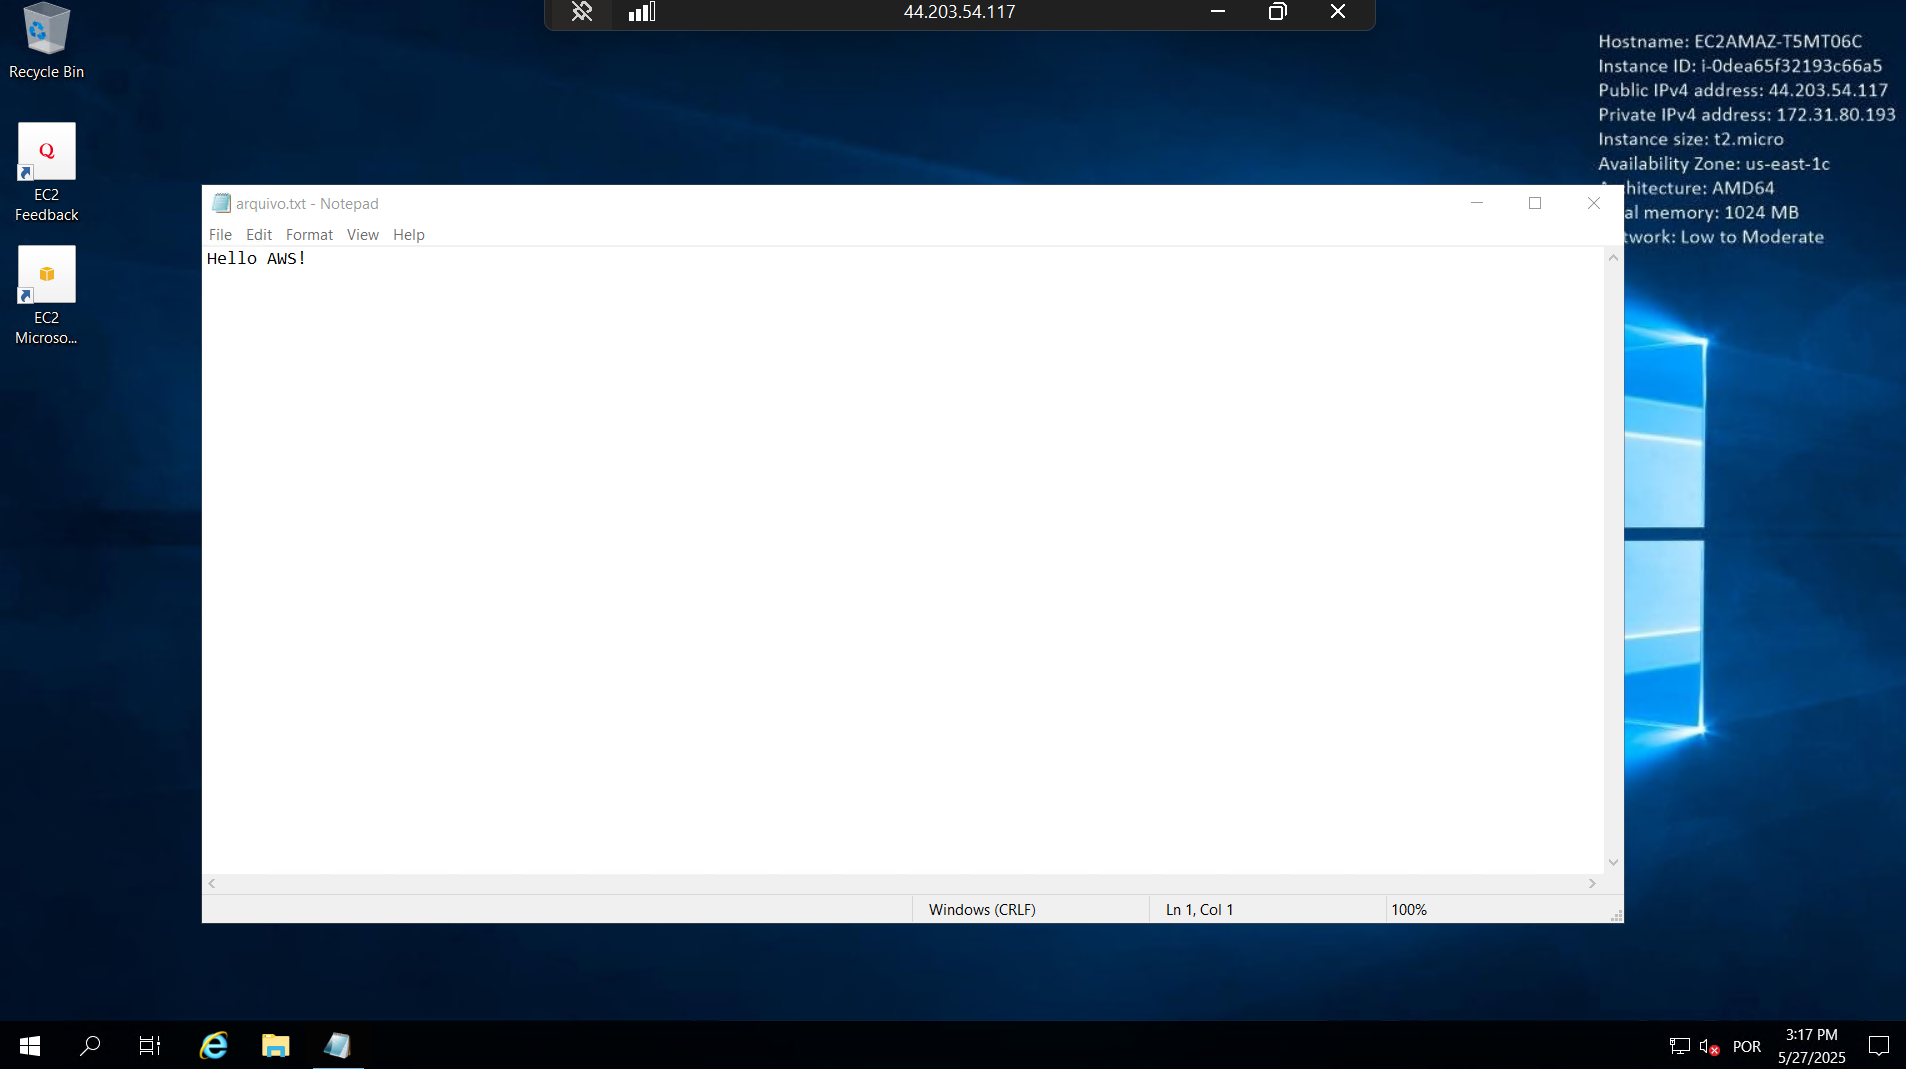 44.203.54.117
Recycle Bin
EC2
Feedback
EC2
Microso...
Hostname: EC2AMAZ-T5MT06C
Instance ID: i-0dea65f32193c66a5
Public IPv4 address: 44.203.54.117
Private IPv4 address: 172.31.80.193
Instance size: t2.micro
Availability Zone: us-east-1c
hitecture: AMD64
al memory: 1024 MB
twork: Low to Moderate
arquivo.txt - Notepad
File Edit Format View Help
Hello AWS!
Windows (CRLF) Ln 1, Col 1 100%
POR
3:17 PM
5/27/2025